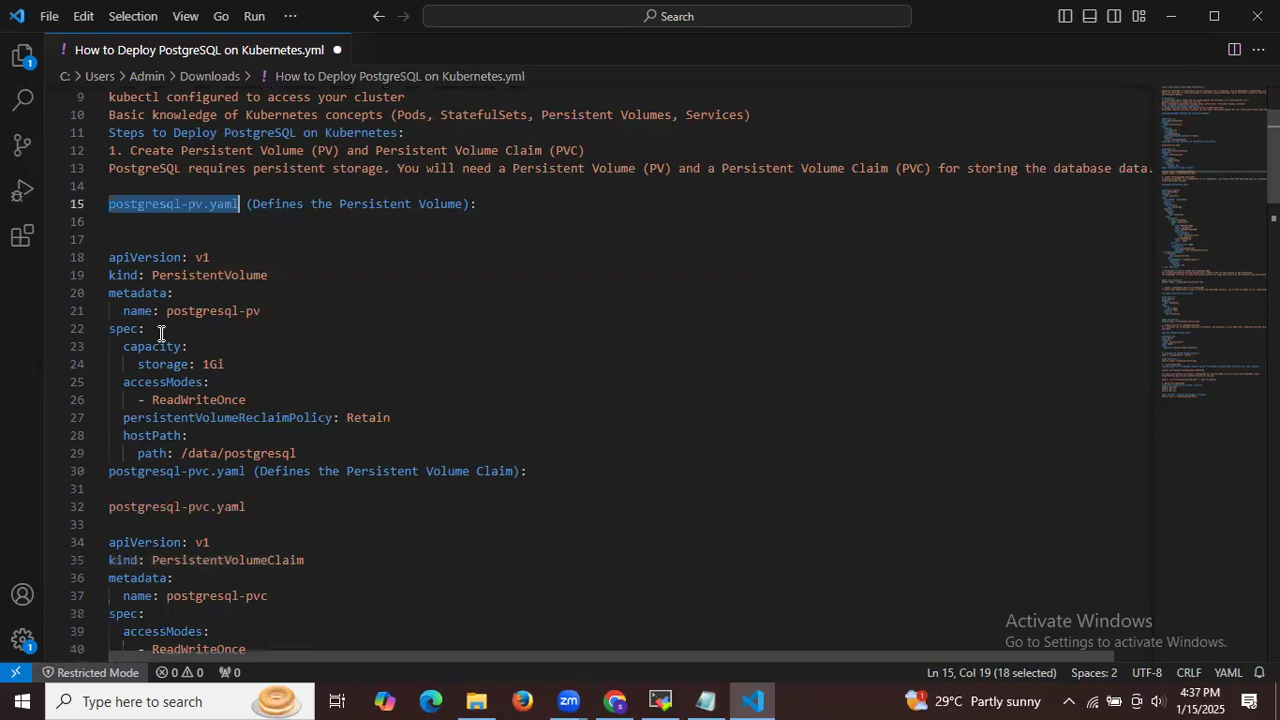 File Edit Selection View Go Run ... Search
! How to Deploy PostgreSQL on Kubernetes.yml
C: > Users > Admin > Downloads > ! How to Deploy PostgreSQL on Kubernetes.yml
9 kubectl configured to access your cluster
10 Basic knowledge of Kubernetes resources (Pods, StatefulSets, Persistent Volumes, Services)
11 Steps to Deploy PostgreSQL on Kubernetes:
12 1. Create Persistent Volume (PV) and Persistent Volume Claim (PVC)
13 PostgreSQL requires persistent storage. You will need a Persistent Volume (PV) and a Persistent Volume Claim (PVC) for storing the database data.
14
15 postgresql-pv.yaml (Defines the Persistent Volume):
16
17
18 apiVersion: v1
19 kind: PersistentVolume
20 metadata:
21 name: postgresql-pv
22 spec:
23 capacity:
24 storage: 1Gi
25 accessModes:
26 - ReadWriteOnce
27 persistentVolumeReclaimPolicy: Retain
28 hostPath:
29 path: /data/postgresql
30 postgresql-pvc.yaml (Defines the Persistent Volume Claim):
31
32 postgresql-pvc.yaml
33
34 apiVersion: v1
35 kind: PersistentVolumeClaim
36 metadata:
37 name: postgresql-pvc
38 spec:
39 accessModes:
40 - ReadWriteOnce
Activate Windows
Go to Settings to activate Windows.
Restricted Mode 0 0 0 Ln 15, Col 19 (18 selected) Spaces: 2 UTF-8 CRLF YAML
Type here to search 29°C Partly sunny 4:37 PM
1/15/2025 2